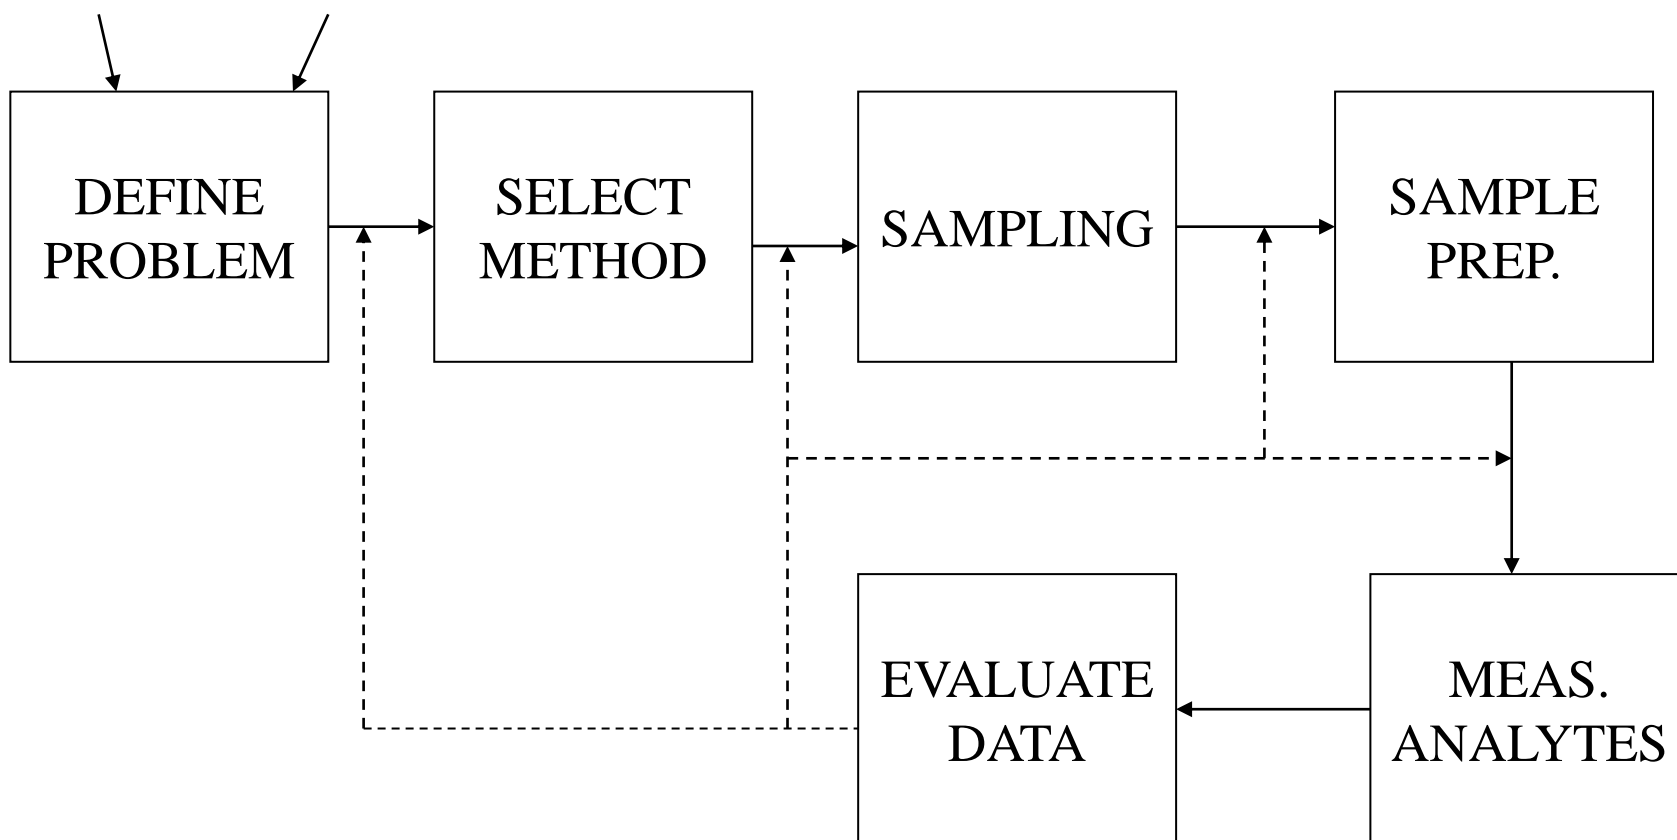 DEFINE
PROBLEM
SELECT
METHOD
SAMPLING
SAMPLE
PREP.
MEAS.
ANALYTES
EVALUATE
DATA